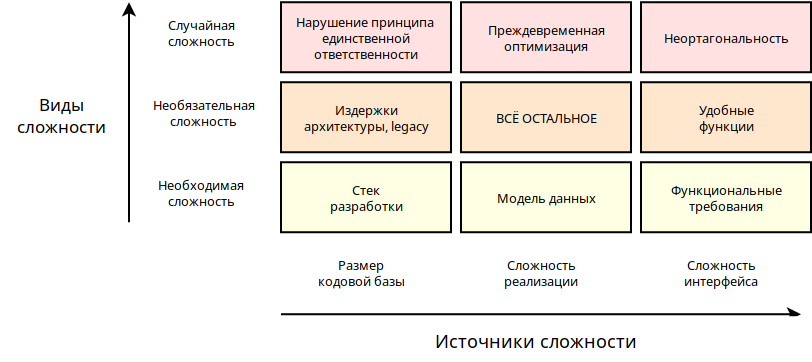 Случайная
сложность
Нарушение принципа
единственной
ответственности
Преждевременная
оптимизация
Неортагональность
Виды
сложности
Необязательная
сложность
Издержки
архитектуры, legacy
ВСЁ ОСТАЛЬНОЕ
Удобные
функции
Необходимая
сложность
Стек
разработки
Модель данных
Функциональные
требования
Размер
кодовой базы
Сложность
реализации
Сложность
интерфейса
Источники сложности